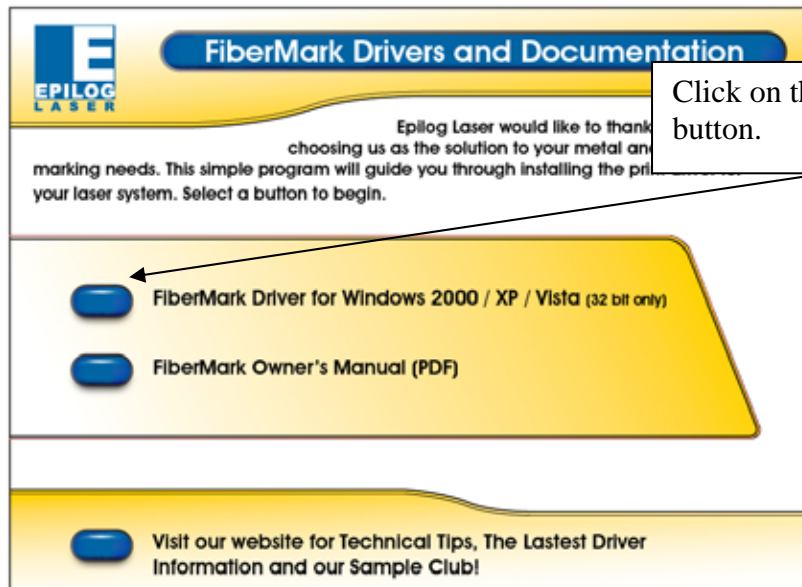 EPILOG
LASER
FiberMark Drivers and Documentation
Click on
button.
Epilog Laser would like to thank
choosing us as the solution to your metal
marking needs. This simple program will guide you through installing the
your laser system. Select a button to begin.
FiberMark Driver for Windows 2000 / XP / Vista (32 bit only)
FiberMark Owner's Manual (PDF)
Visit our website for Technical Tips, The Lastest Driver
Information and our Sample Club!